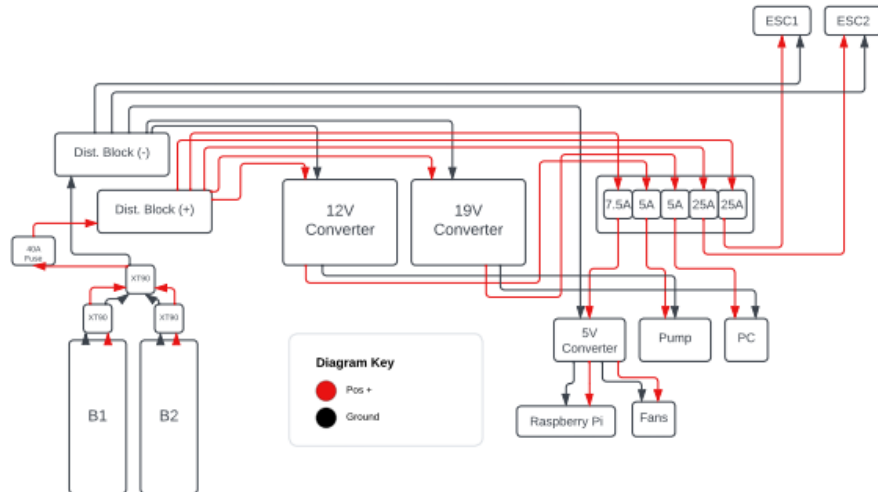 ESC1
ESC2
Dist. Block (-)
Dist. Block (+)
12V
Converter
19V
Converter
7.5A
5A
5A
25A
25A
40A
Fuse
XT90
XT90
XT90
5V
Converter
Pump
PC
Diagram Key
Pos +
Ground
B1
B2
Raspberry Pi
Fans